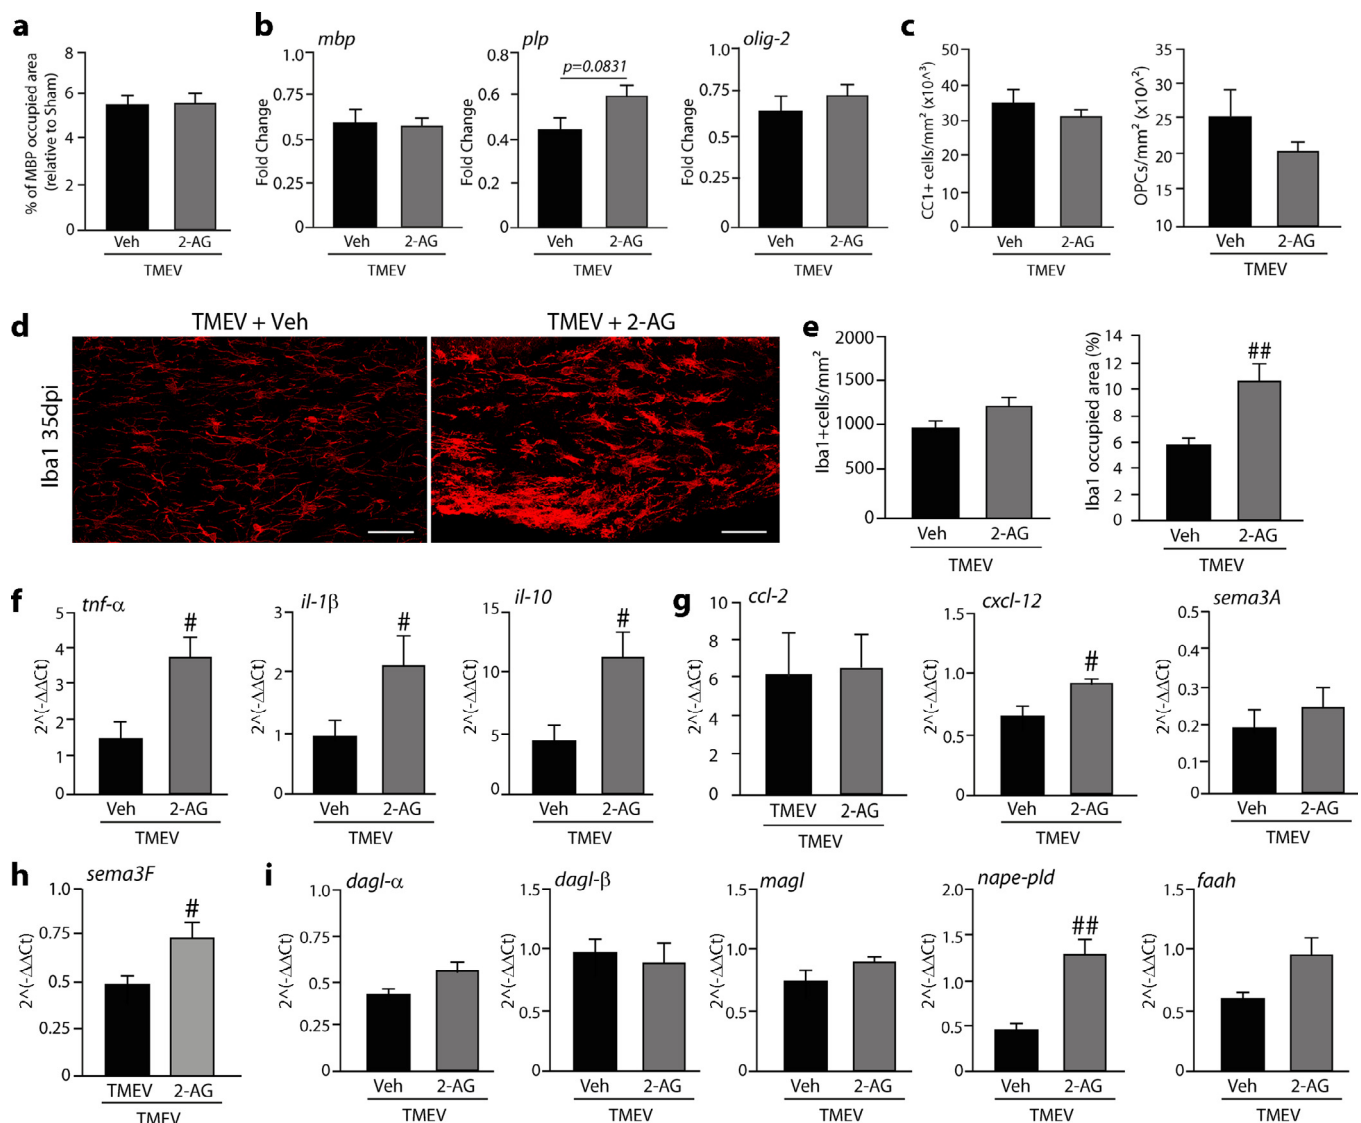 a
% of MBP occupied area
(relative to Sham)
8
6
4
2
0
Veh 2-AG
TMEV
b
mbp
Fold Change
1.0
0.75
0.5
0.25
0
Veh 2-AG
TMEV
plp
p=0.0831
Fold Change
0.8
0.6
0.4
0.2
0
Veh 2-AG
TMEV
olig-2
Fold Change
1.0
0.75
0.5
0.25
0
Veh 2-AG
TMEV
c
CC1+ cells/mm² (x10^³)
50
40
30
20
10
0
Veh 2-AG
TMEV
OPCs/mm² (x10^²)
35
30
25
20
15
10
Veh 2-AG
TMEV
d
TMEV + Veh
TMEV + 2-AG
Iba1 35dpi
e
Iba1+cells/mm²
2000
1500
1000
500
0
Veh 2-AG
TMEV
Iba1 occupied area (%)
14
12
10
8
6
4
2
0
##
Veh 2-AG
TMEV
f
tnf-α
2^(-ΔΔCt)
5
4
3
2
1
0
#
Veh 2-AG
TMEV
il-1β
2^(-ΔΔCt)
3
2
1
0
#
Veh 2-AG
TMEV
il-10
2^(-ΔΔCt)
15
10
5
0
#
Veh 2-AG
TMEV
g
ccl-2
2^(-ΔΔCt)
10
8
6
4
2
0
TMEV 2-AG
TMEV
cxcl-12
2^(-ΔΔCt)
1.5
1.0
0.5
0
#
Veh 2-AG
TMEV
sema3A
2^(-ΔΔCt)
0.5
0.4
0.3
0.2
0.1
0
Veh 2-AG
TMEV
h
sema3F
2^(-ΔΔCt)
1.0
0.75
0.5
0.25
0
#
TMEV 2-AG
TMEV
i
dagl-α
2^(-ΔΔCt)
1.0
0.75
0.5
0.25
0
Veh 2-AG
TMEV
dagl-β
2^(-ΔΔCt)
1.5
1.0
0.5
0
Veh 2-AG
TMEV
magl
2^(-ΔΔCt)
1.5
1.0
0.5
0
Veh 2-AG
TMEV
nape-pld
2^(-ΔΔCt)
2.0
1.5
1.0
0.5
0
##
Veh 2-AG
TMEV
faah
2^(-ΔΔCt)
1.5
1.0
0.5
0
Veh 2-AG
TMEV